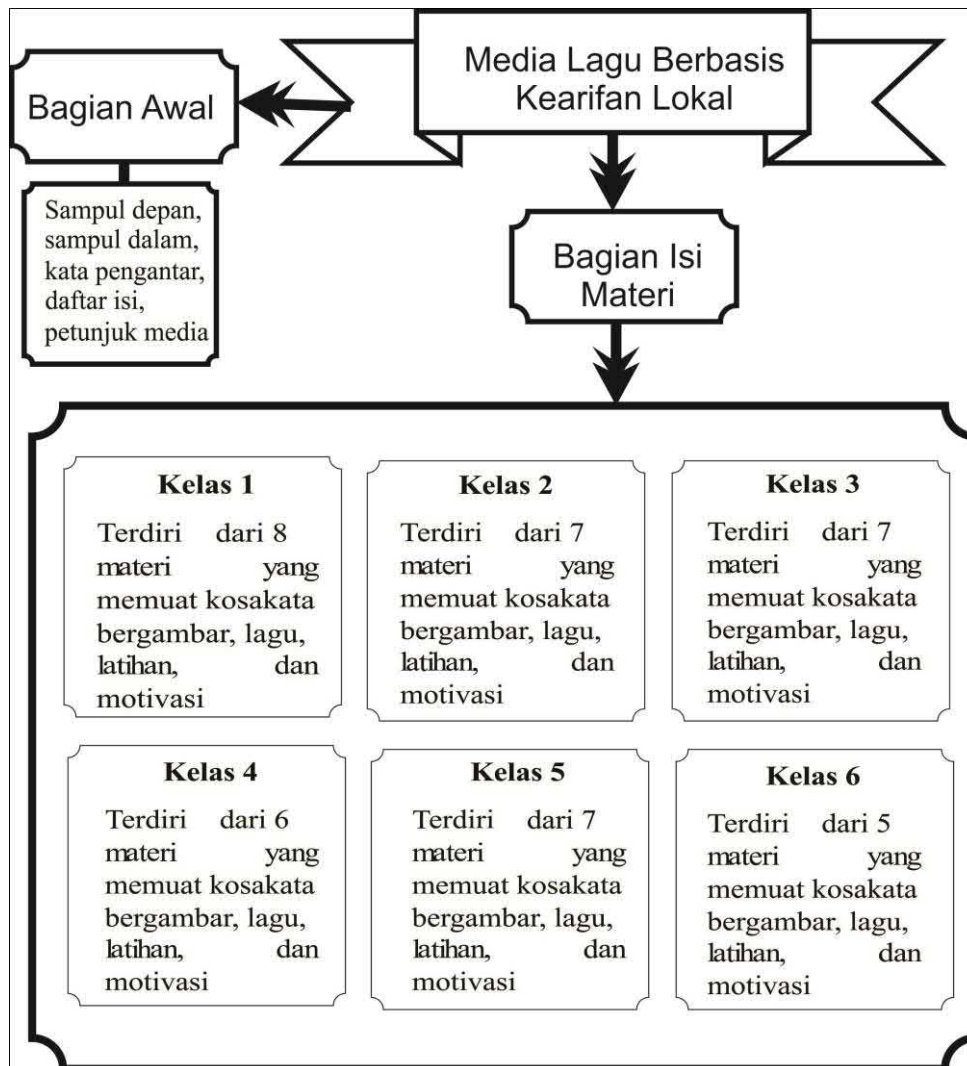 Media Lagu Berbasis
Kearifan Lokal
Bagian Awal
Sampul depan,
sampul dalam,
kata pengantar,
daftar isi,
petunjuk media
Bagian Isi
Materi
Kelas 1
Terdiri dari 8
materi yang
memuat kosakata
bergambar, lagu,
latihan, dan
motivasi
Kelas 2
Terdiri dari 7
materi yang
memuat kosakata
bergambar, lagu,
latihan, dan
motivasi
Kelas 3
Terdiri dari 7
materi yang
memuat kosakata
bergambar, lagu,
latihan, dan
motivasi
Kelas 4
Terdiri dari 6
materi yang
memuat kosakata
bergambar, lagu,
latihan, dan
motivasi
Kelas 5
Terdiri dari 7
materi yang
memuat kosakata
bergambar, lagu,
latihan, dan
motivasi
Kelas 6
Terdiri dari 5
materi yang
memuat kosakata
bergambar, lagu,
latihan, dan
motivasi